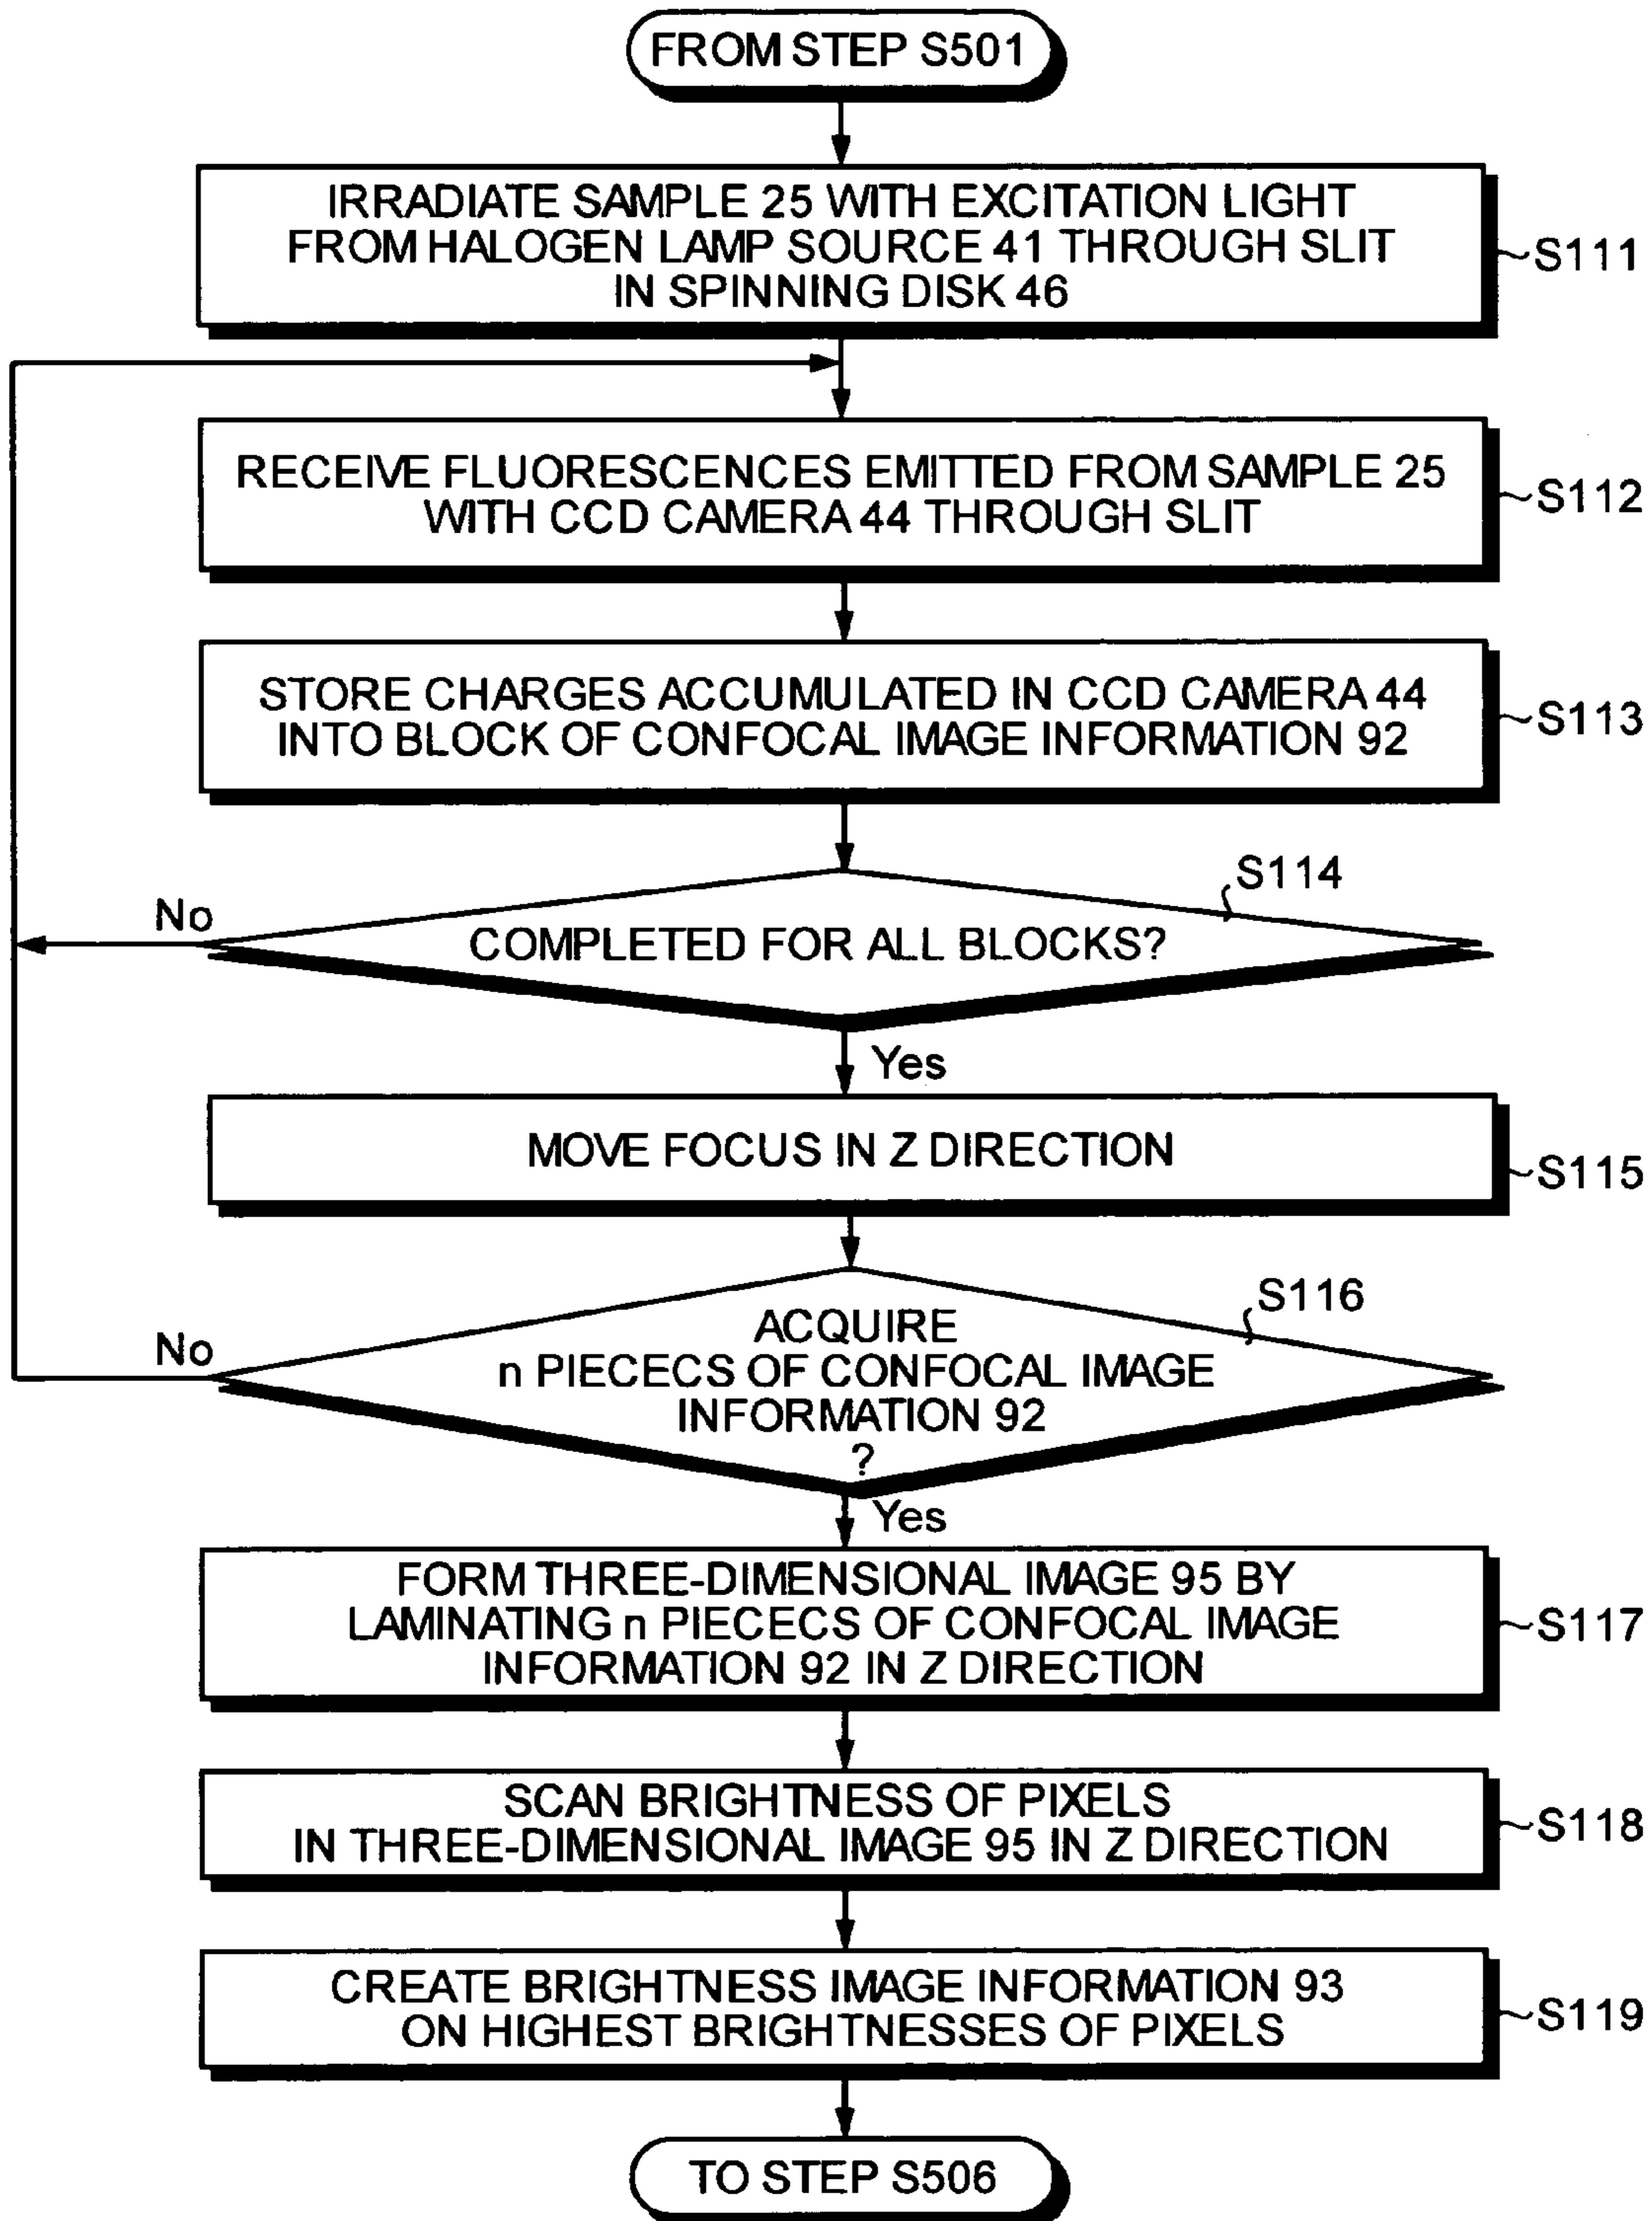 FROM STEP S501
IRRADIATE SAMPLE 25 WITH EXCITATION LIGHT
FROM HALOGEN LAMP SOURCE 41 THROUGH SLIT
IN SPINNING DISK 46
S111
RECEIVE FLUORESCENCES EMITTED FROM SAMPLE 25
WITH CCD CAMERA 44 THROUGH SLIT
S112
STORE CHARGES ACCUMULATED IN CCD CAMERA 44
INTO BLOCK OF CONFOCAL IMAGE INFORMATION 92
S113
S114
No
COMPLETED FOR ALL BLOCKS?
Yes
MOVE FOCUS IN Z DIRECTION
S115
S116
No
ACQUIRE
n PIECECS OF CONFOCAL IMAGE
INFORMATION 92
?
Yes
FORM THREE-DIMENSIONAL IMAGE 95 BY
LAMINATING n PIECECS OF CONFOCAL IMAGE
INFORMATION 92 IN Z DIRECTION
S117
SCAN BRIGHTNESS OF PIXELS
IN THREE-DIMENSIONAL IMAGE 95 IN Z DIRECTION
S118
CREATE BRIGHTNESS IMAGE INFORMATION 93
ON HIGHEST BRIGHTNESSES OF PIXELS
S119
TO STEP S506